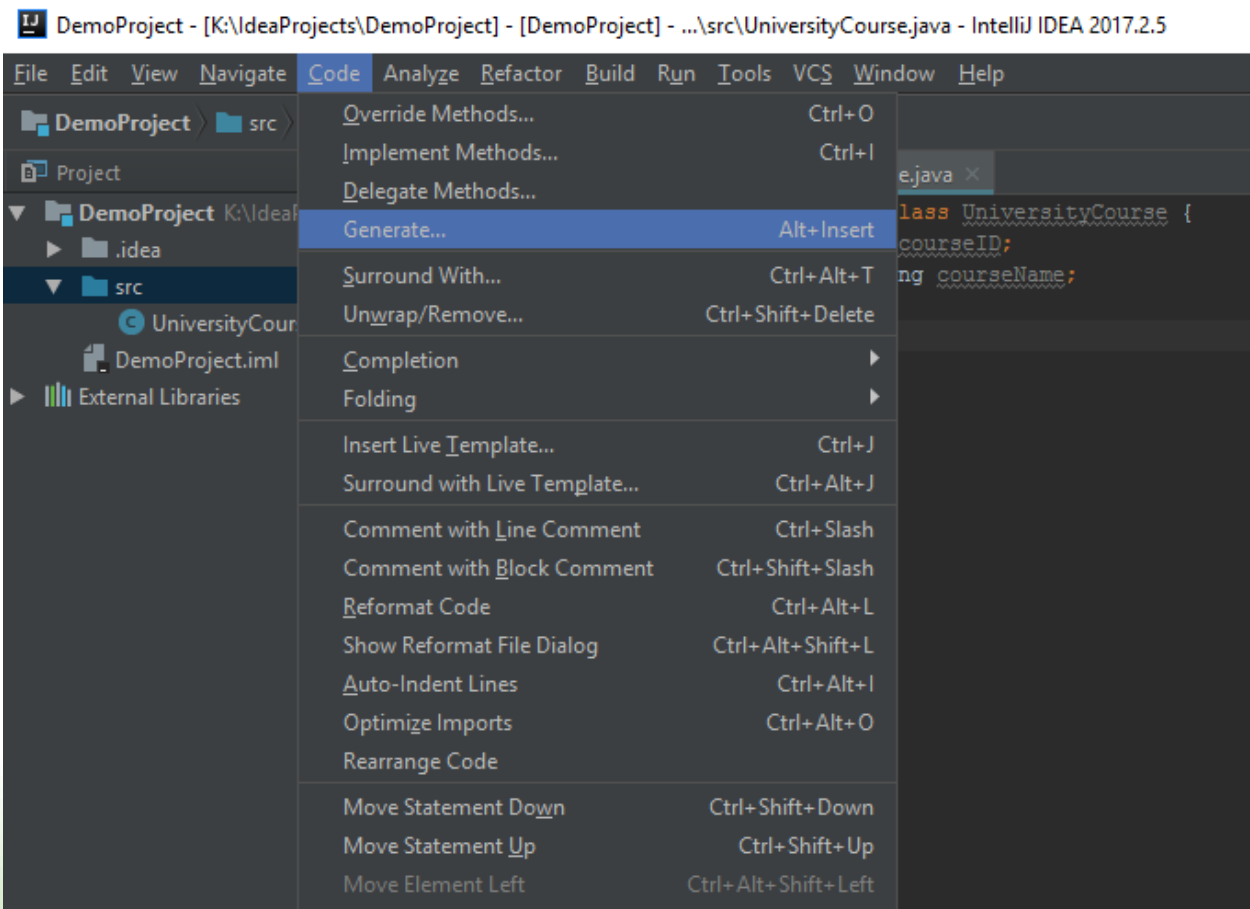 DemoProject - [K:\IdeaProjects\DemoProject] - [DemoProject] - ...\src\UniversityCourse.java - IntelliJ IDEA 2017.2.5
File Edit View Navigate Code Analyze Refactor Build Run Tools VCS Window Help
DemoProject src
Project
DemoProject K:\Idea
.idea
src
UniversityCour
DemoProject.iml
External Libraries
Override Methods... Ctrl+O
Implement Methods... Ctrl+I
Delegate Methods...
Generate... Alt+Insert
Surround With... Ctrl+Alt+T
Unwrap/Remove... Ctrl+Shift+Delete
Completion
Folding
Insert Live Template... Ctrl+J
Surround with Live Template... Ctrl+Alt+J
Comment with Line Comment Ctrl+Slash
Comment with Block Comment Ctrl+Shift+Slash
Reformat Code Ctrl+Alt+L
Show Reformat File Dialog Ctrl+Alt+Shift+L
Auto-Indent Lines Ctrl+Alt+I
Optimize Imports Ctrl+Alt+O
Rearrange Code
Move Statement Down Ctrl+Shift+Down
Move Statement Up Ctrl+Shift+Up
Move Element Left Ctrl+Alt+Shift+Left
e.java
lass UniversityCourse {
courseID;
ng courseName;